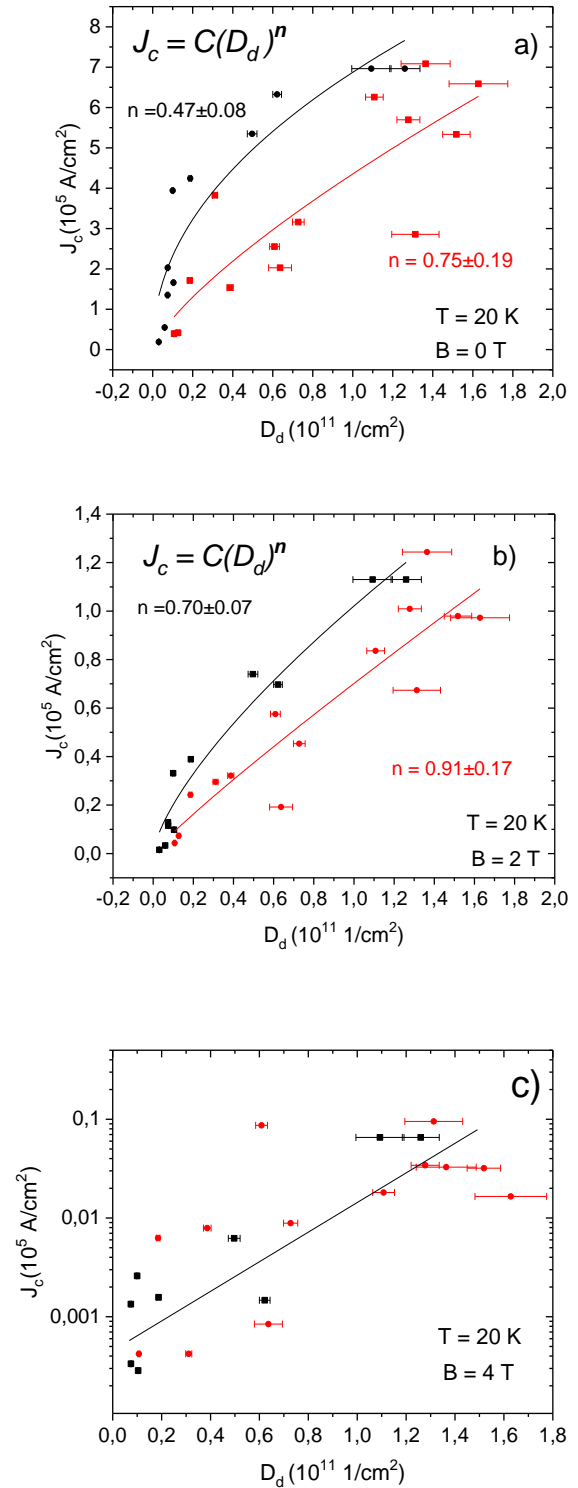 J_c = C(D_d)^n
a)
n =0.47±0.08
n = 0.75±0.19
T = 20 K
B = 0 T
J_c(10^5 A/cm^2)
8
7
6
5
4
3
2
1
0
-0,2 0,0 0,2 0,4 0,6 0,8 1,0 1,2 1,4 1,6 1,8 2,0
D_d (10^11 1/cm^2)
J_c = C(D_d)^n
b)
n=0.70±0.07
n = 0.91±0.17
T = 20 K
B = 2 T
J_c(10^5 A/cm^2)
1,4
1,2
1,0
0,8
0,6
0,4
0,2
0,0
-0,2 0,0 0,2 0,4 0,6 0,8 1,0 1,2 1,4 1,6 1,8 2,0
D_d (10^11 1/cm^2)
c)
T = 20 K
B = 4 T
J_c(10^5 A/cm^2)
0,1
0,01
0,001
0,0 0,2 0,4 0,6 0,8 1,0 1,2 1,4 1,6 1,8
D_d (10^11 1/cm^2)